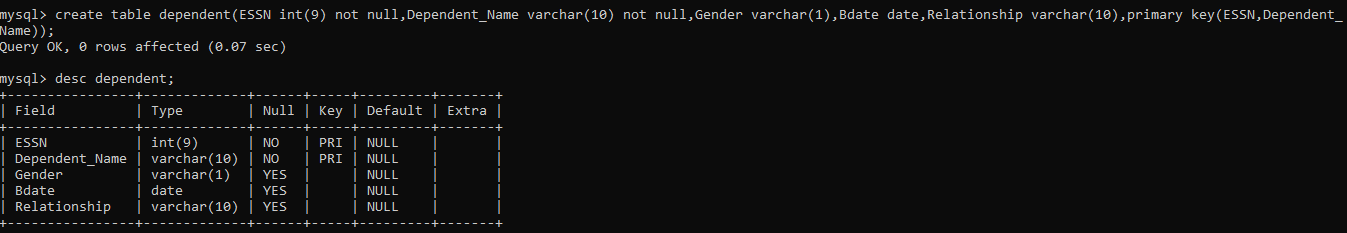 mysql> create table dependent(ESSN int(9) not null,Dependent_Name varchar(10) not null,Gender varchar(1),Bdate date,Relationship varchar(10),primary key(ESSN,Dependent_
Name));
Query OK, 0 rows affected (0.07 sec)

mysql> desc dependent;
+----------------+-------------+------+-----+---------+-------+
| Field          | Type        | Null | Key | Default | Extra |
+----------------+-------------+------+-----+---------+-------+
| ESSN           | int(9)      | NO   | PRI | NULL    |       |
| Dependent_Name | varchar(10) | NO   | PRI | NULL    |       |
| Gender         | varchar(1)  | YES  |     | NULL    |       |
| Bdate          | date        | YES  |     | NULL    |       |
| Relationship   | varchar(10) | YES  |     | NULL    |       |
+----------------+-------------+------+-----+---------+-------+